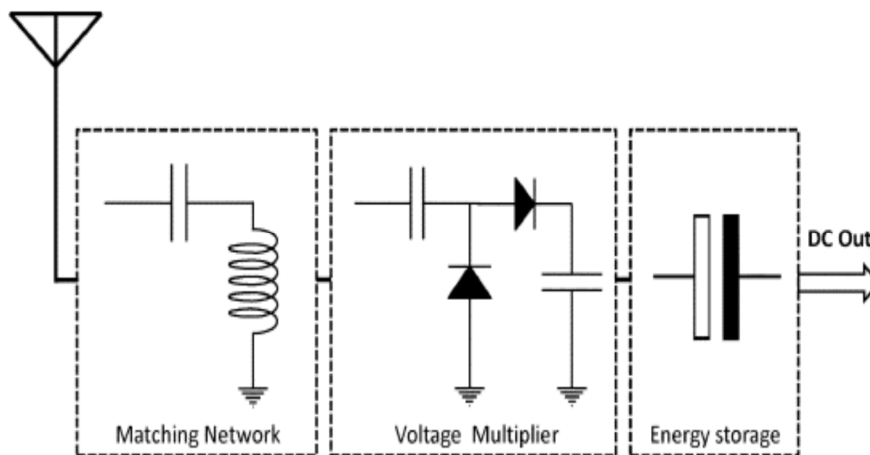 DC Out
Matching Network
Voltage Multiplier
Energy storage